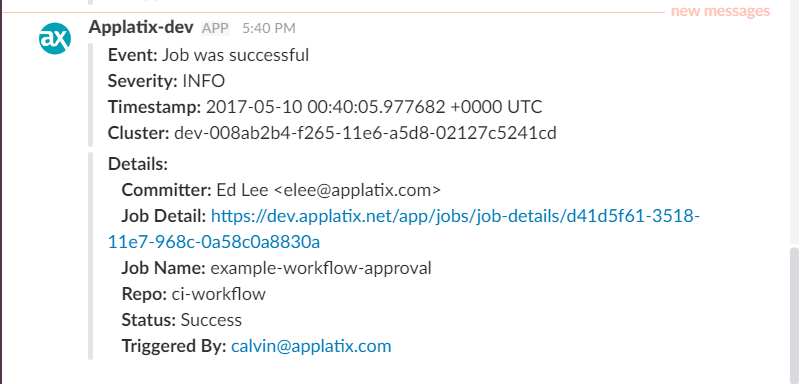 new messages
ax
Applatix-dev APP 5:40 PM
Event: Job was successful
Severity: INFO
Timestamp: 2017-05-10 00:40:05.977682 +0000 UTC
Cluster: dev-008ab2b4-f265-11e6-a5d8-02127c5241cd
Details:
Committer: Ed Lee <elee@applatix.com>
Job Detail: https://dev.applatix.net/app/jobs/job-details/d41d5f61-3518-
11e7-968c-0a58c0a8830a
Job Name: example-workflow-approval
Repo: ci-workflow
Status: Success
Triggered By: calvin@applatix.com